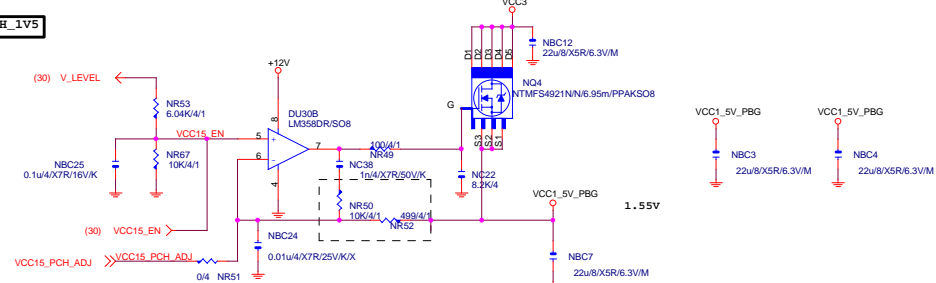 H_1V5
VCC3
D1
D2
D3
D4
D5
NBC12
22u/8/X5R/6.3V/M
+12V
(30) V_LEVEL
NQ4
NTMFS4921N/N/6.95m/PPAKSO8
NR53
6.04K/4/1
DU30B
LM358DR/SO8
G
VCC15_EN
8
5
+
7
6
-
4
100/4/1
NR49
S3
S2
S1
NR67
10K/4/1
NBC25
0.1u/4/X7R/16V/K
NC38
1n/4/X7R/50V/K
NC22
8.2K/4
VCC1_5V_PBG
VCC1_5V_PBG
NBC3
22u/8/X5R/6.3V/M
NBC4
22u/8/X5R/6.3V/M
VCC1_5V_PBG
1.55V
NR50
10K/4/1
499/4/1
NR52
(30) VCC15_EN
NBC24
0.01u/4/X7R/25V/K/X
VCC15_PCH_ADJ
VCC15_PCH_ADJ
0/4 NR51
NBC7
22u/8/X5R/6.3V/M